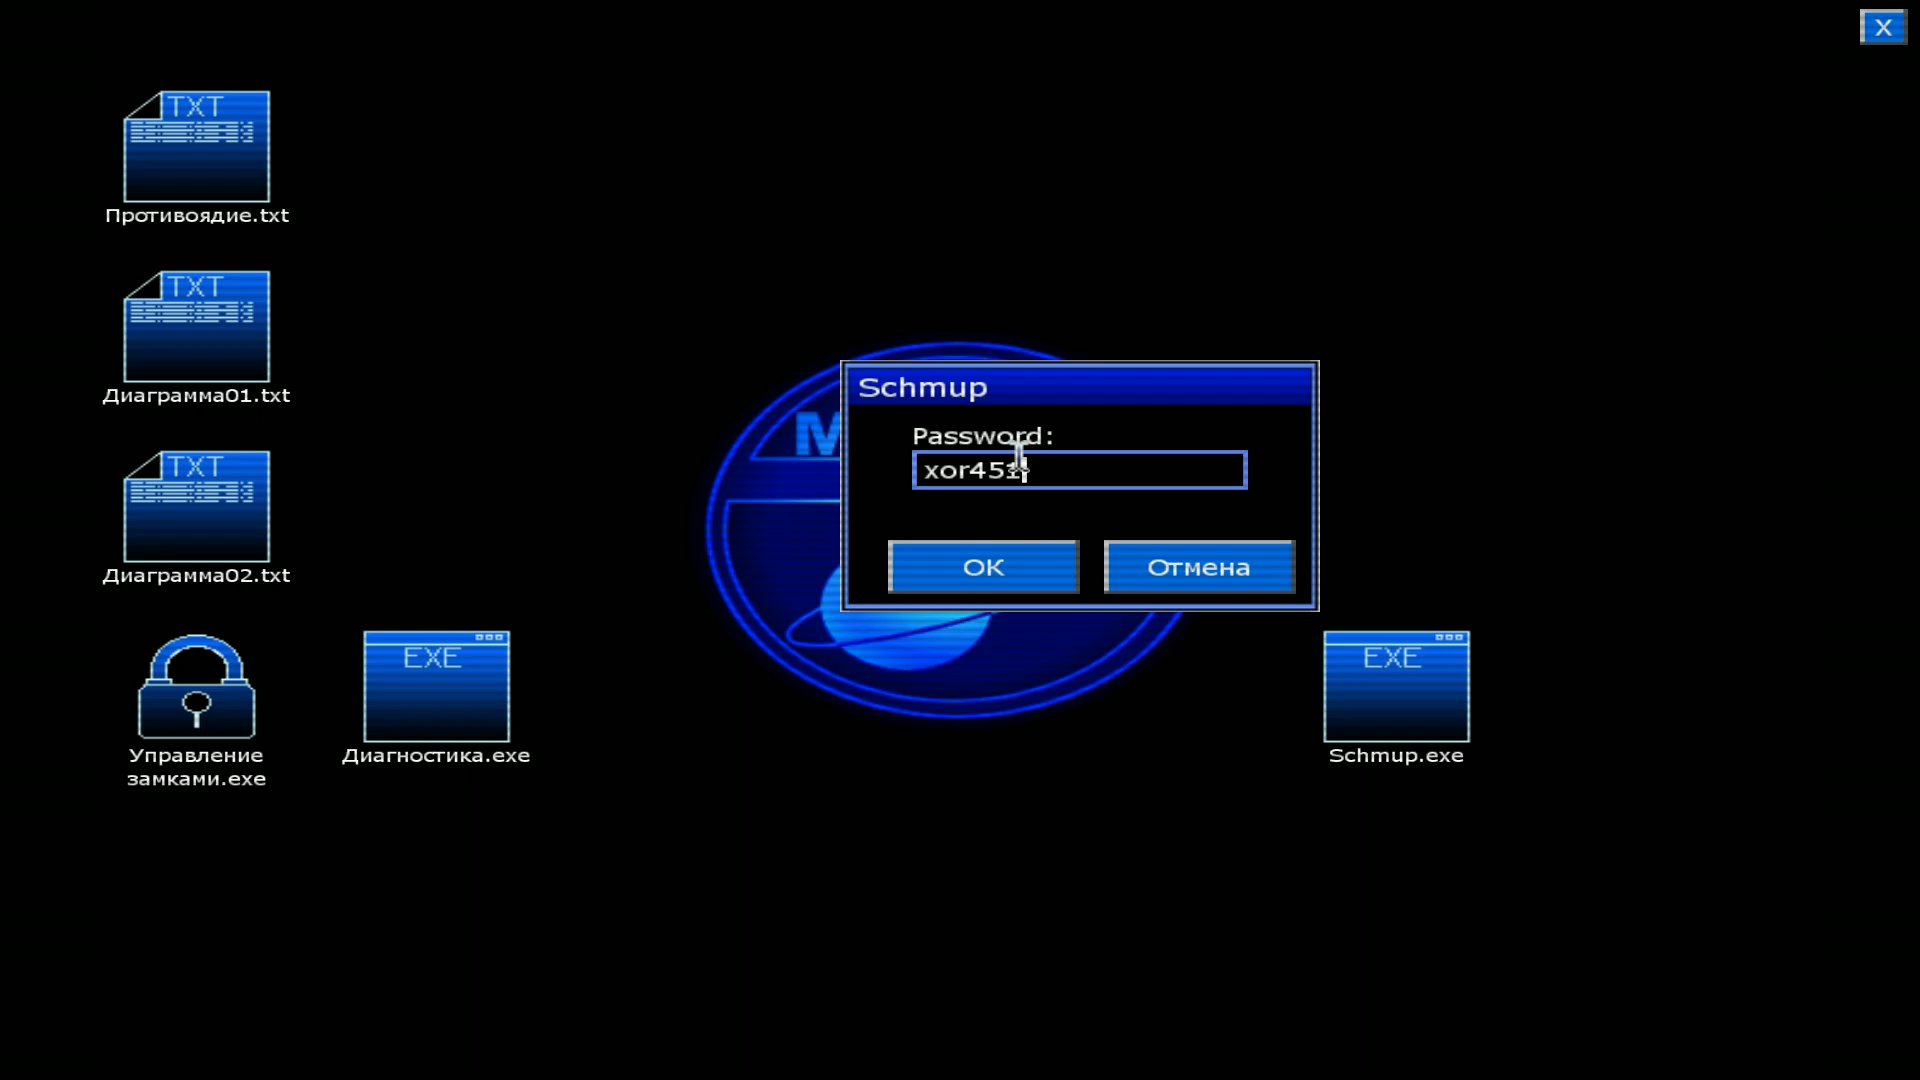 X
TXT
Противоядие.txt
TXT
Диаграмма01.txt
TXT
Диаграмма02.txt
Schmup
Password:
xor451
OK
Отмена
M
Управление
замками.exe
EXE
Диагностика.exe
EXE
Schmup.exe